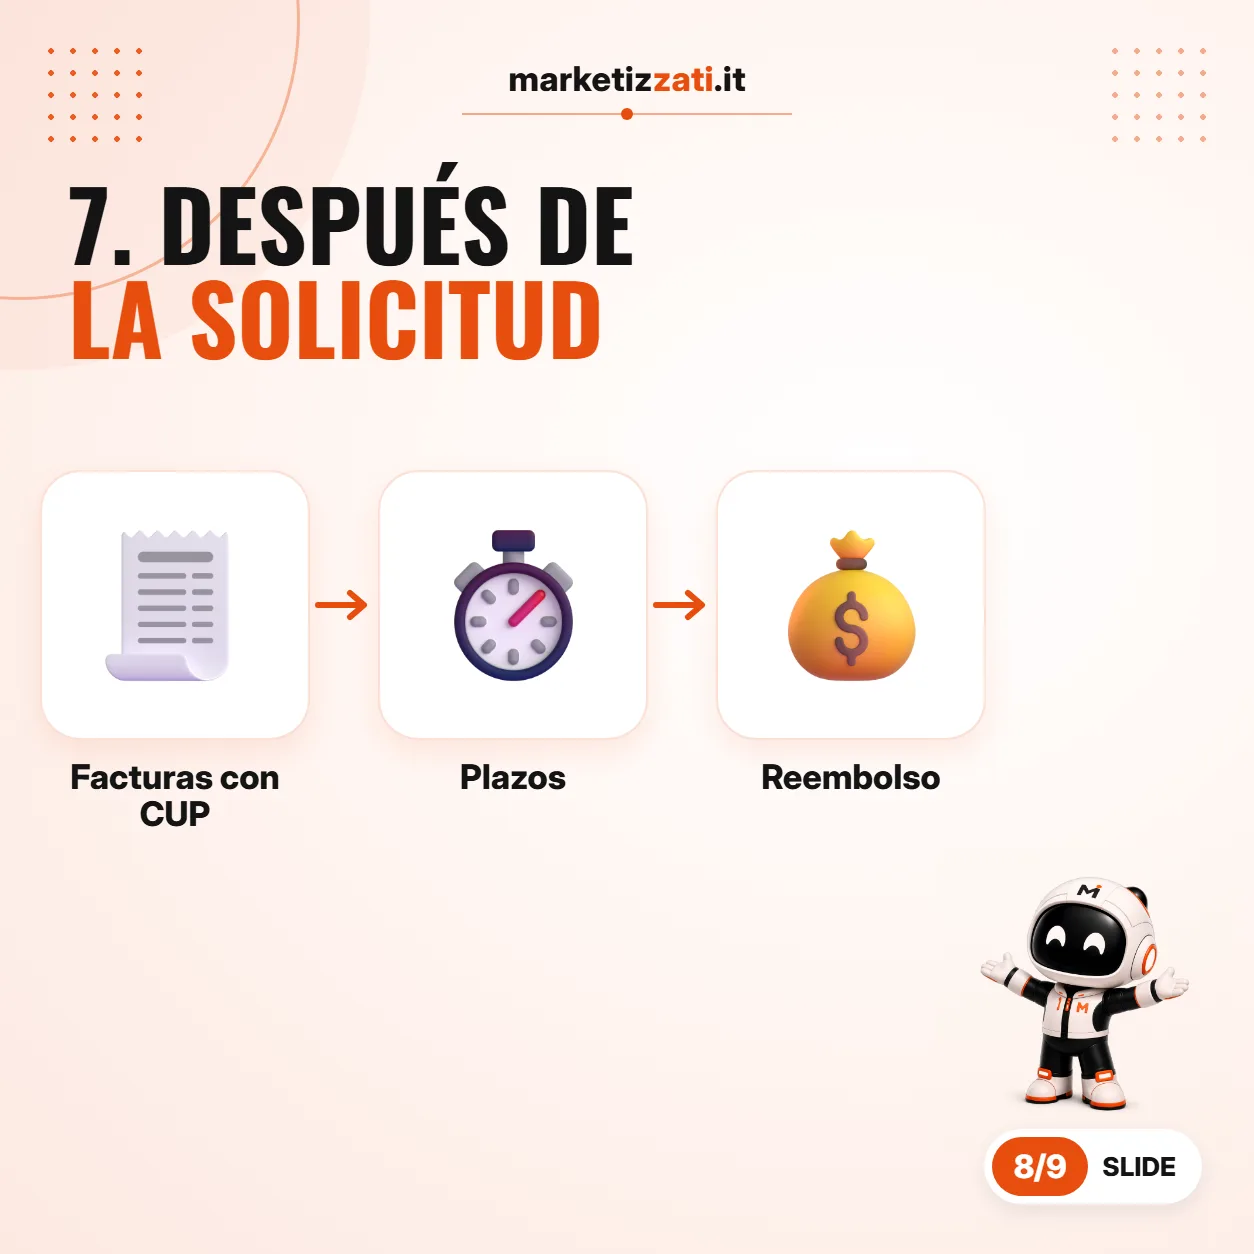 marketizzati.it
7. DESPUÉS DE
LA SOLICITUD
Facturas con
CUP
Plazos
Reembolso
8/9 SLIDE